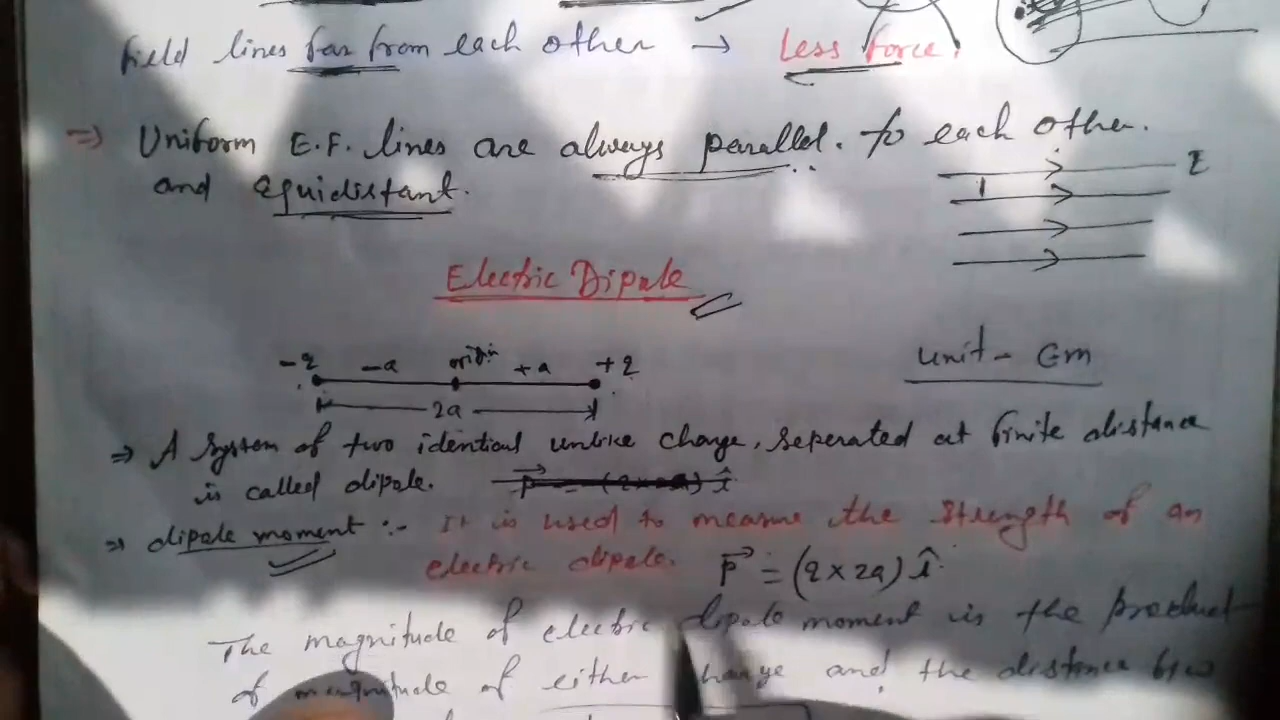 field lines far from each other → Less force.
⇒ Uniform E.F. lines are always parallel. to each other.
and equidistant.
E
Electric Dipole
-q -a origin +a +q
2a
unit - Cm
⇒ A system of two identical unlike charge, seperated at finite distance
is called dipole.
⇒ dipole moment :- It is used to measure the strength of an
electric dipole. p⃗ = (q × 2a) î
The magnitude of electric dipole moment is the product
of magnitude of either charge and the distance b/w